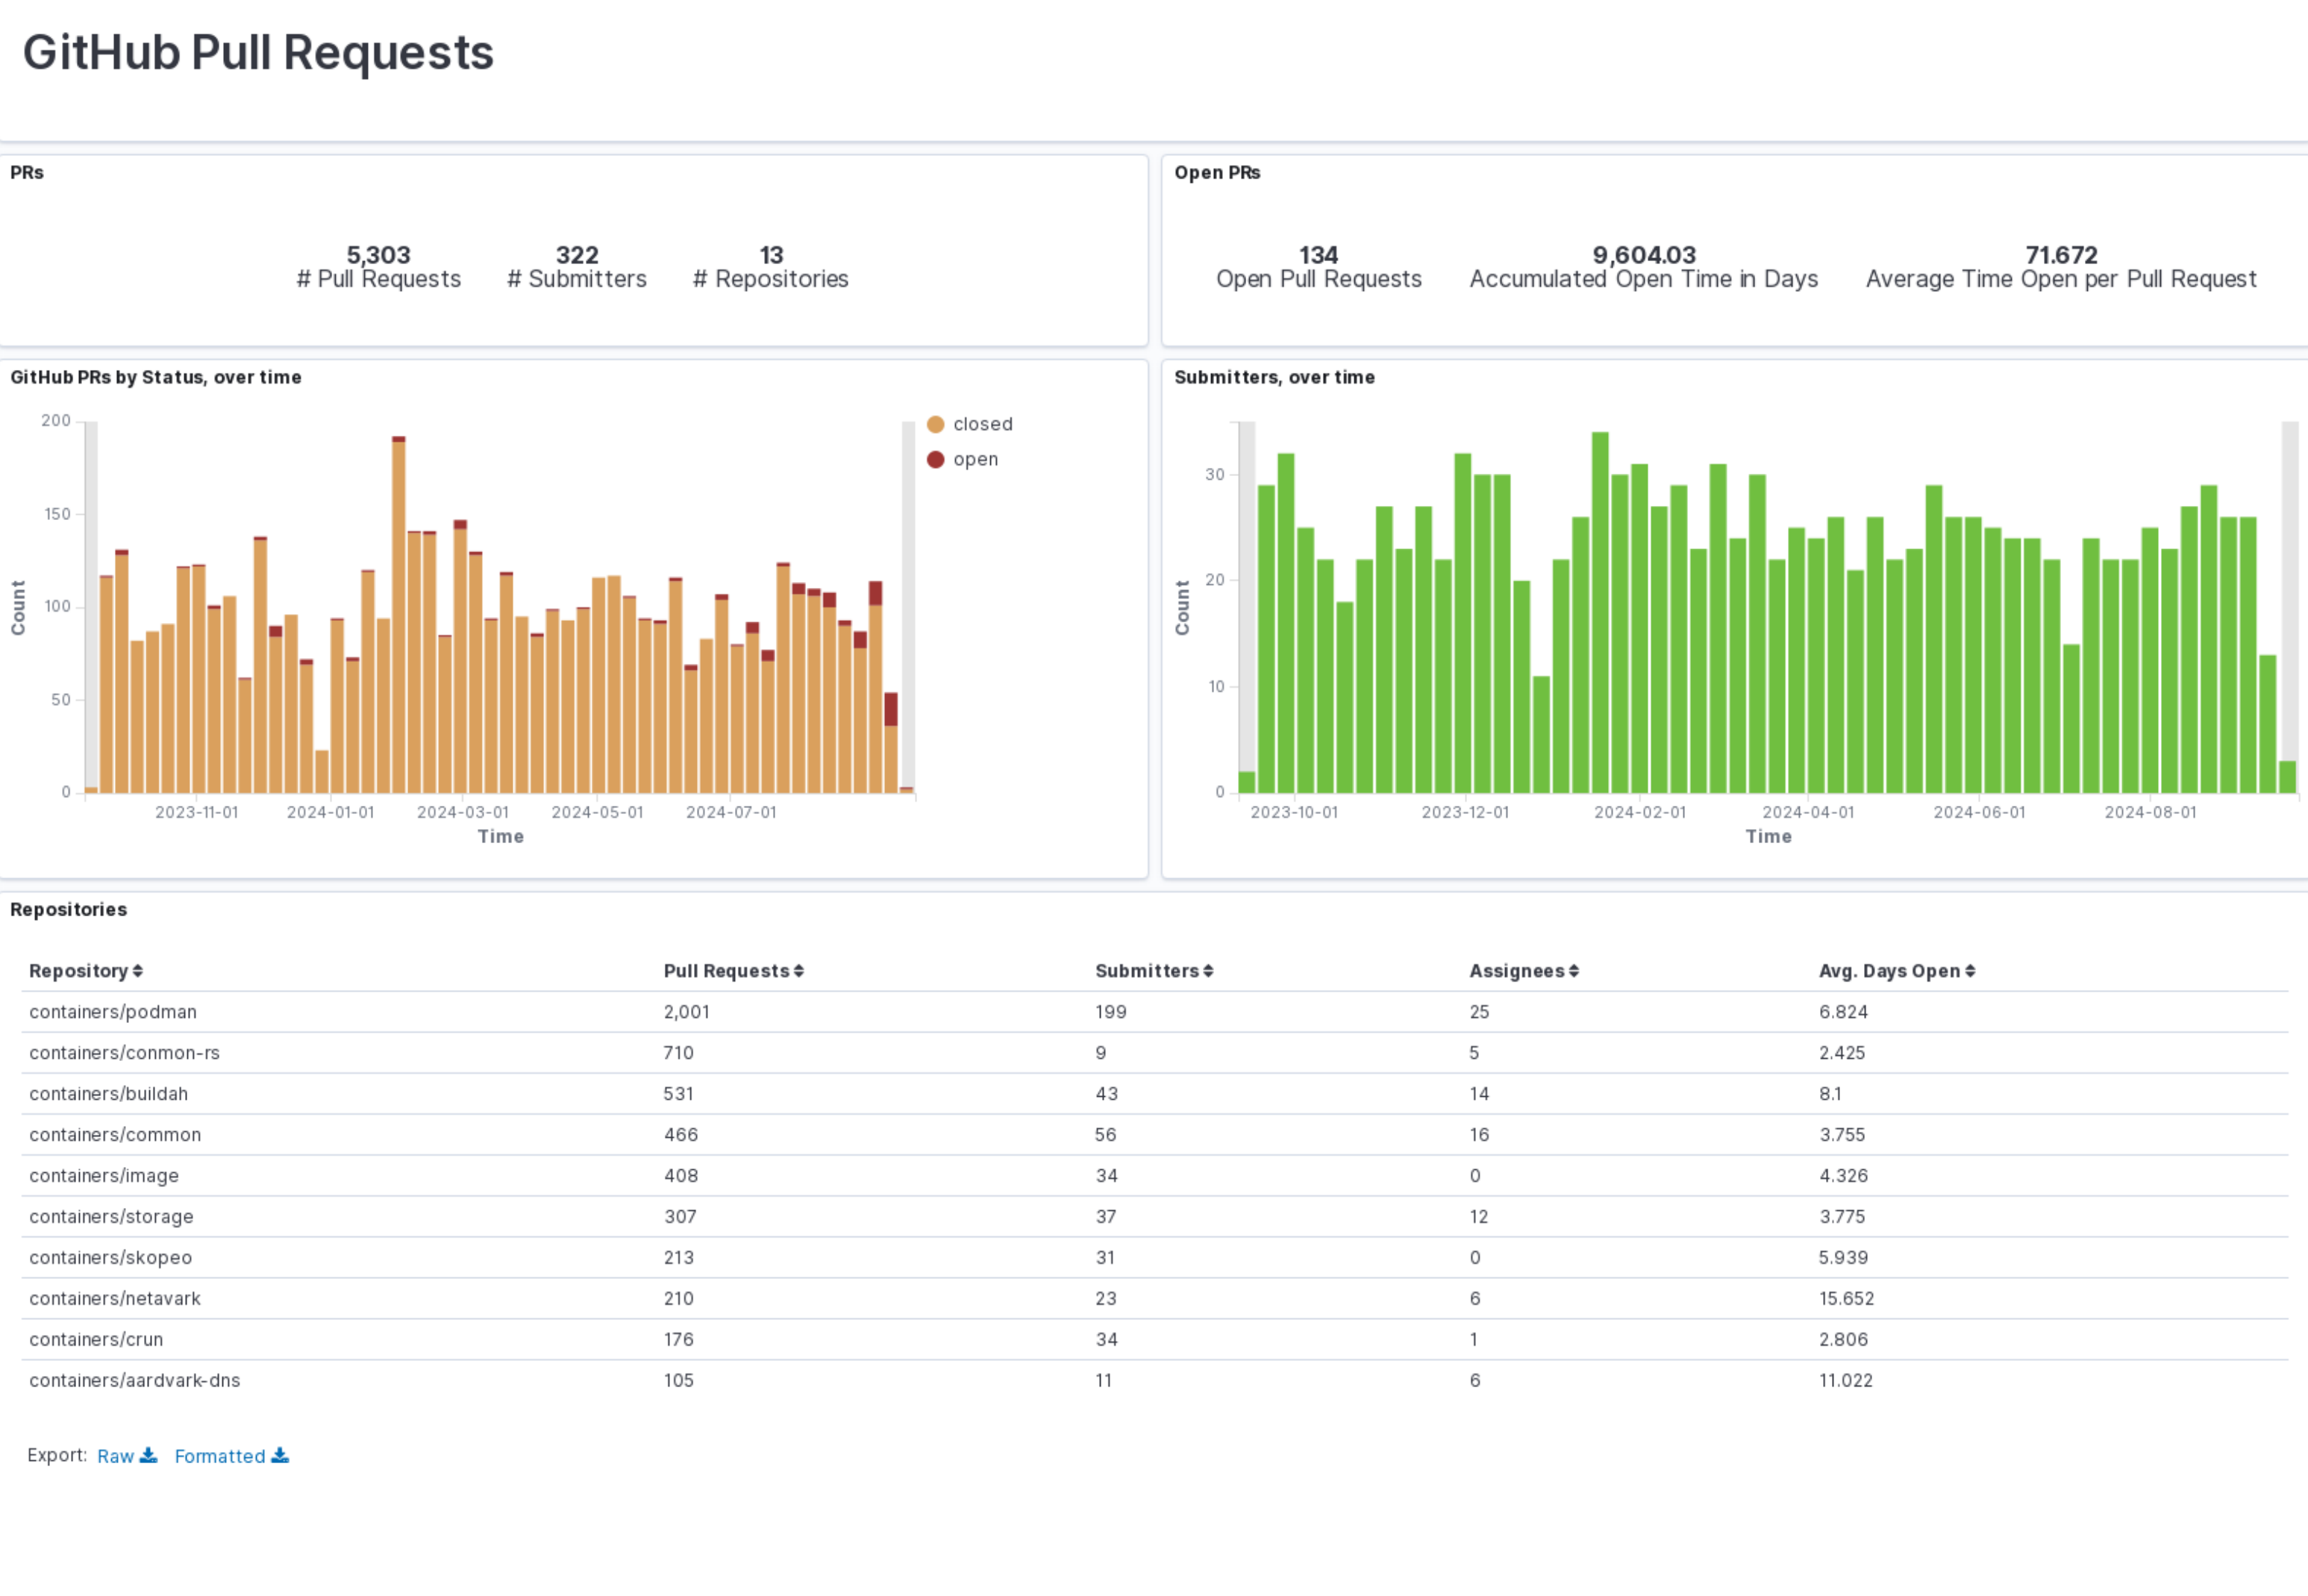 GitHub Pull Requests
PRs
5,303 322 13
# Pull Requests # Submitters # Repositories
Open PRs
134 9,604.03 71.672
Open Pull Requests Accumulated Open Time in Days Average Time Open per Pull Request
GitHub PRs by Status, over time
200
150
100
50
0
Count
2023-11-01 2024-01-01 2024-03-01 2024-05-01 2024-07-01
Time
closed
open
Submitters, over time
30
20
10
0
Count
2023-10-01 2023-12-01 2024-02-01 2024-04-01 2024-06-01 2024-08-01
Time
Repositories
Repository Pull Requests Submitters Assignees Avg. Days Open
containers/podman 2,001 199 25 6.824
containers/conmon-rs 710 9 5 2.425
containers/buildah 531 43 14 8.1
containers/common 466 56 16 3.755
containers/image 408 34 0 4.326
containers/storage 307 37 12 3.775
containers/skopeo 213 31 0 5.939
containers/netavark 210 23 6 15.652
containers/crun 176 34 1 2.806
containers/aardvark-dns 105 11 6 11.022
Export: Raw Formatted